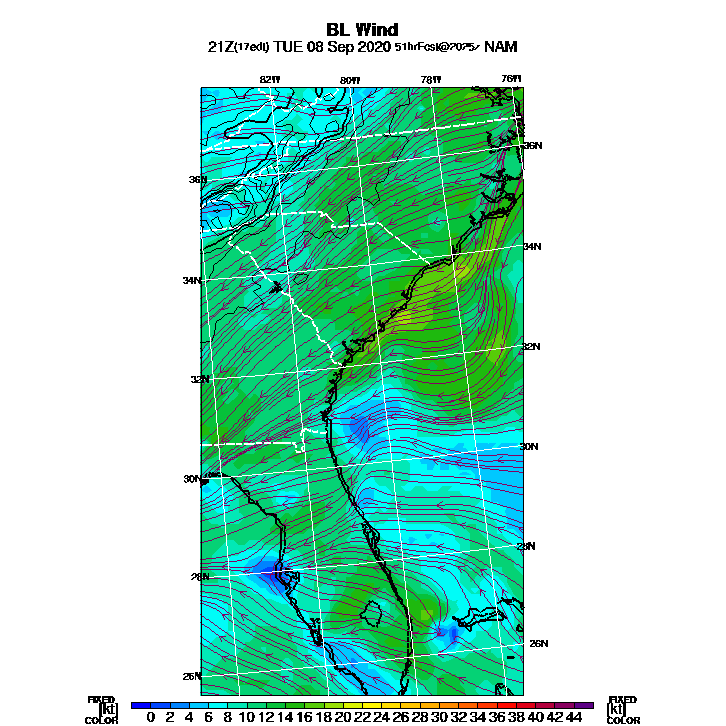 BL Wind
21Z(17edt) TUE 08 Sep 2020 51hrFcst@2025z NAM
82W 80W 78W 76W
36N
36N
34N
34N
32N
32N
30N
30N
28N
28N
26N
26N
FIXED FIXED
[kt] 0 2 4 6 8 10 12 14 16 18 20 22 24 26 28 30 32 34 36 38 40 42 44 [kt]
COLOR COLOR